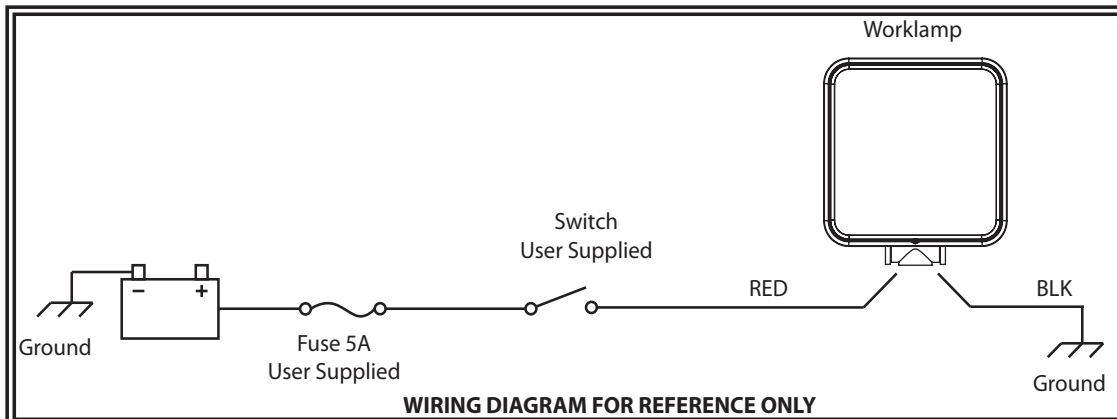 Worklamp
Switch
User Supplied
RED
BLK
−
+
Ground
Fuse 5A
User Supplied
Ground
WIRING DIAGRAM FOR REFERENCE ONLY